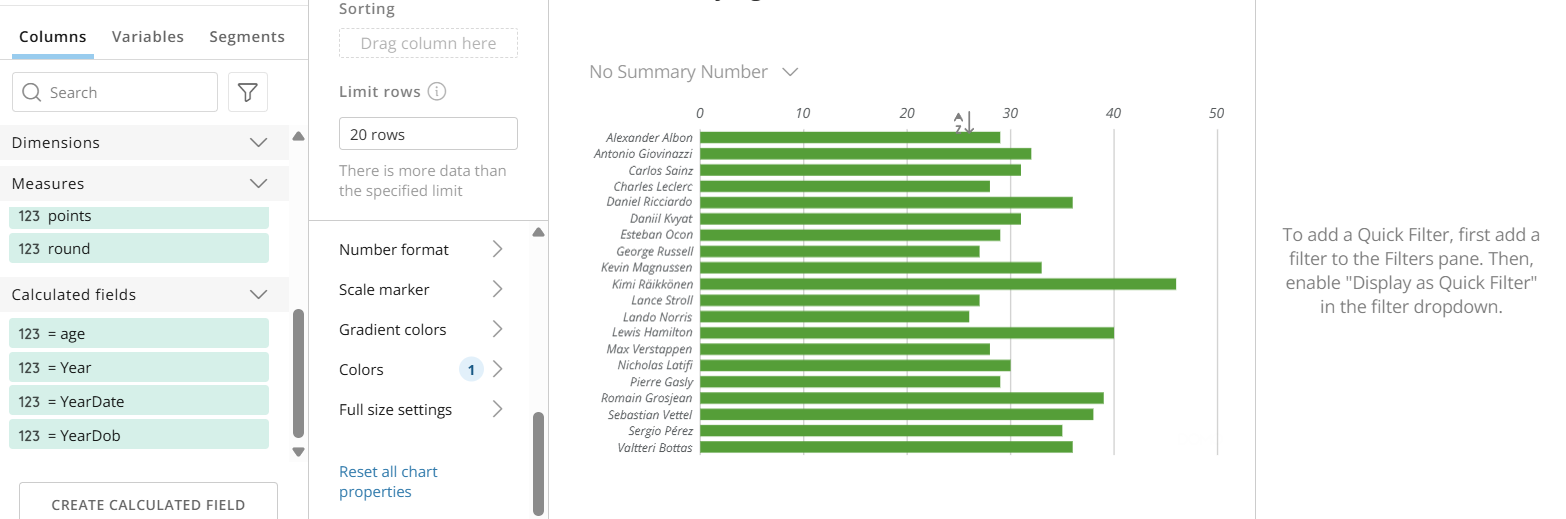 Columns
Variables
Segments
Search
Dimensions
Measures
123 points
123 round
Calculated fields
123 = age
123 = Year
123 = YearDate
123 = YearDob
CREATE CALCULATED FIELD
Sorting
Drag column here
Limit rows
20 rows
There is more data than
the specified limit
Number format
Scale marker
Gradient colors
Colors 1
Full size settings
Reset all chart
properties
No Summary Number
0 10 20 30 40 50
Alexander Albon
Antonio Giovinazzi
Carlos Sainz
Charles Leclerc
Daniel Ricciardo
Daniil Kvyat
Esteban Ocon
George Russell
Kevin Magnussen
Kimi Räikkönen
Lance Stroll
Lando Norris
Lewis Hamilton
Max Verstappen
Nicholas Latifi
Pierre Gasly
Romain Grosjean
Sebastian Vettel
Sergio Pérez
Valtteri Bottas
To add a Quick Filter, first add a
filter to the Filters pane. Then,
enable "Display as Quick Filter"
in the filter dropdown.